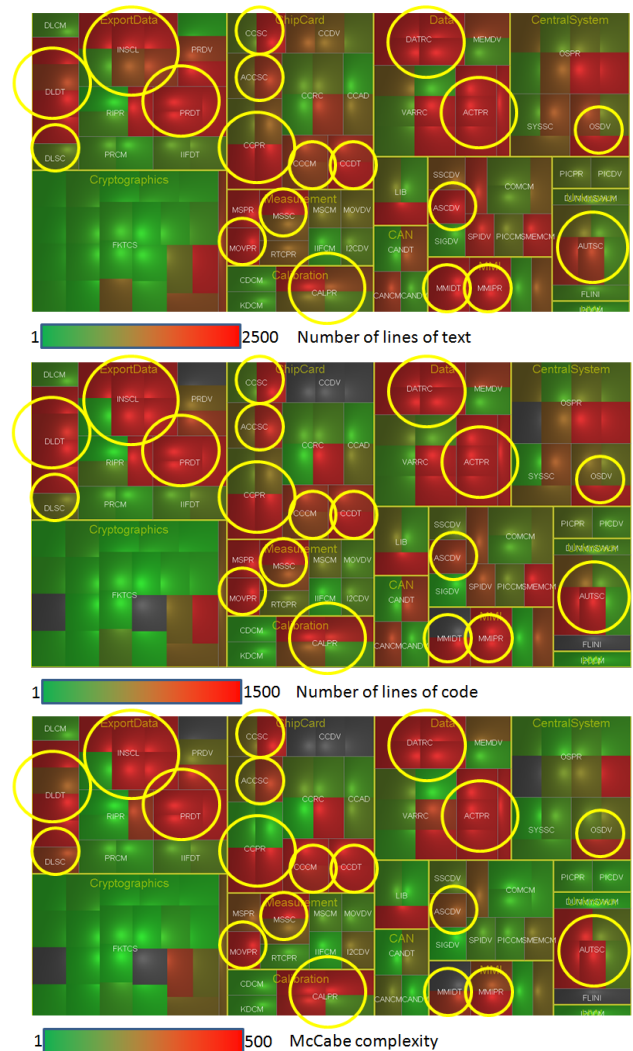 DLCM ExportData ChipCard Data CentralSystem
INSCL PRDV CCSC CCDV DATRC MEMDV OSPR
DLDT ACCSC
RIPR PRDT CCRC CCAD VARRC ACTPR SYSSC OSDV
DLSC PRCM IIFDT CCPR CCCM CCDT
Cryptographics Measurement LIB SSCDV COMCM PICPR PICDV
MSPR MSSC MSCM MOVDV ASCDV
FKTCS MOVPR RTCPR IIFCM I2CDV CAN CANDT SIGDV SPIDV PICCM SMEMCM AUTSC
Calibration MMI
CDCM CALPR CANCM CANDV MMIDT MMIPR FLINI
KDCM
1 2500 Number of lines of text
DLCM ExportData ChipCard Data CentralSystem
INSCL PRDV CCSC CCDV DATRC MEMDV OSPR
DLDT ACCSC
RIPR PRDT CCRC CCAD VARRC ACTPR SYSSC OSDV
DLSC PRCM IIFDT CCPR CCCM CCDT
Cryptographics Measurement LIB SSCDV COMCM PICPR PICDV
MSPR MSSC MSCM MOVDV ASCDV
FKTCS MOVPR RTCPR IIFCM I2CDV CAN CANDT SIGDV SPIDV PICCM SMEMCM AUTSC
Calibration MMI
CDCM CALPR CANCM CANDV MMIDT MMIPR FLINI
KDCM
1 1500 Number of lines of code
DLCM ExportData ChipCard Data CentralSystem
INSCL PRDV CCSC CCDV DATRC MEMDV OSPR
DLDT ACCSC
RIPR PRDT CCRC CCAD VARRC ACTPR SYSSC OSDV
DLSC PRCM IIFDT CCPR CCCM CCDT
Cryptographics Measurement LIB SSCDV COMCM PICPR PICDV
MSPR MSSC MSCM MOVDV ASCDV
FKTCS MOVPR RTCPR IIFCM I2CDV CAN CANDT SIGDV SPIDV PICCM SMEMCM AUTSC
Calibration MMI
CDCM CALPR CANCM CANDV MMIDT MMIPR FLINI
KDCM
1 500 McCabe complexity